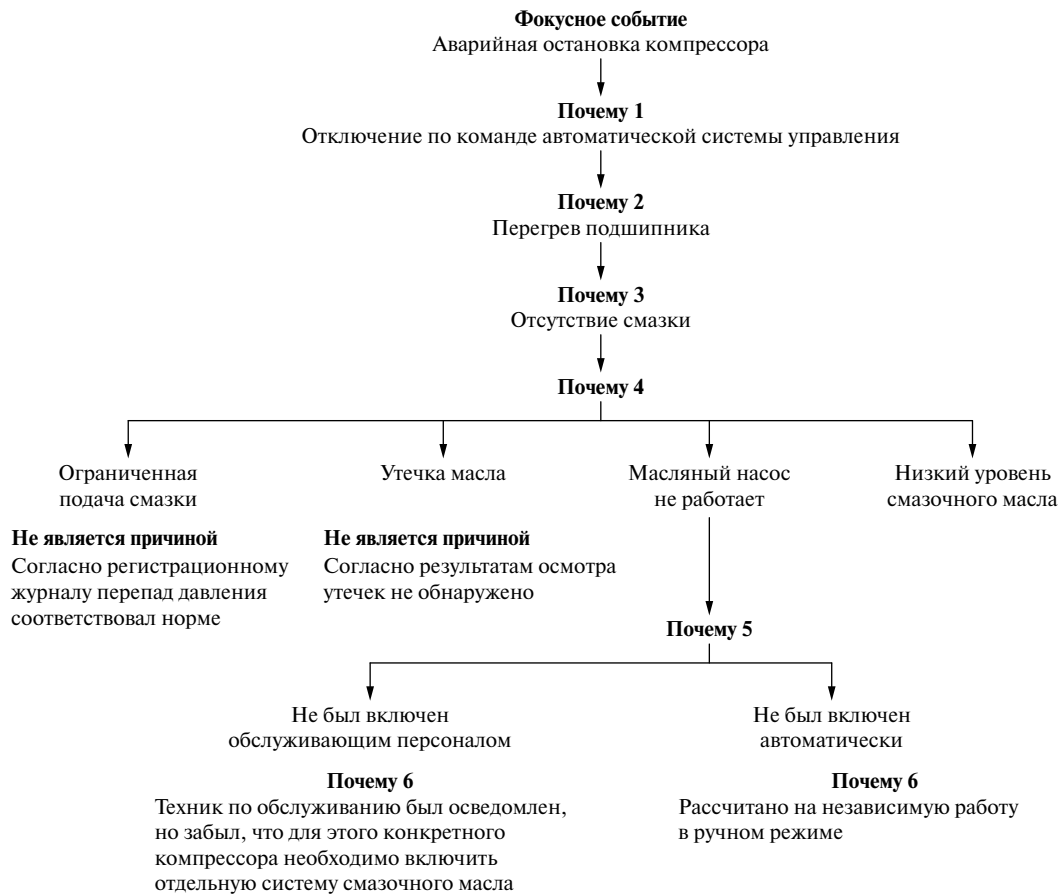 Фокусное событие
Аварийная остановка компрессора
Почему 1
Отключение по команде автоматической системы управления
Почему 2
Перегрев подшипника
Почему 3
Отсутствие смазки
Почему 4
Ограниченная
подача смазки
Не является причиной
Согласно регистрационному
журналу перепад давления
соответствовал норме
Утечка масла
Не является причиной
Согласно результатам осмотра
утечек не обнаружено
Масляный насос
не работает
Низкий уровень
смазочного масла
Почему 5
Не был включен
обслуживающим персоналом
Почему 6
Техник по обслуживанию был осведомлен,
но забыл, что для этого конкретного
компрессора необходимо включить
отдельную систему смазочного масла
Не был включен
автоматически
Почему 6
Рассчитано на независимую работу
в ручном режиме